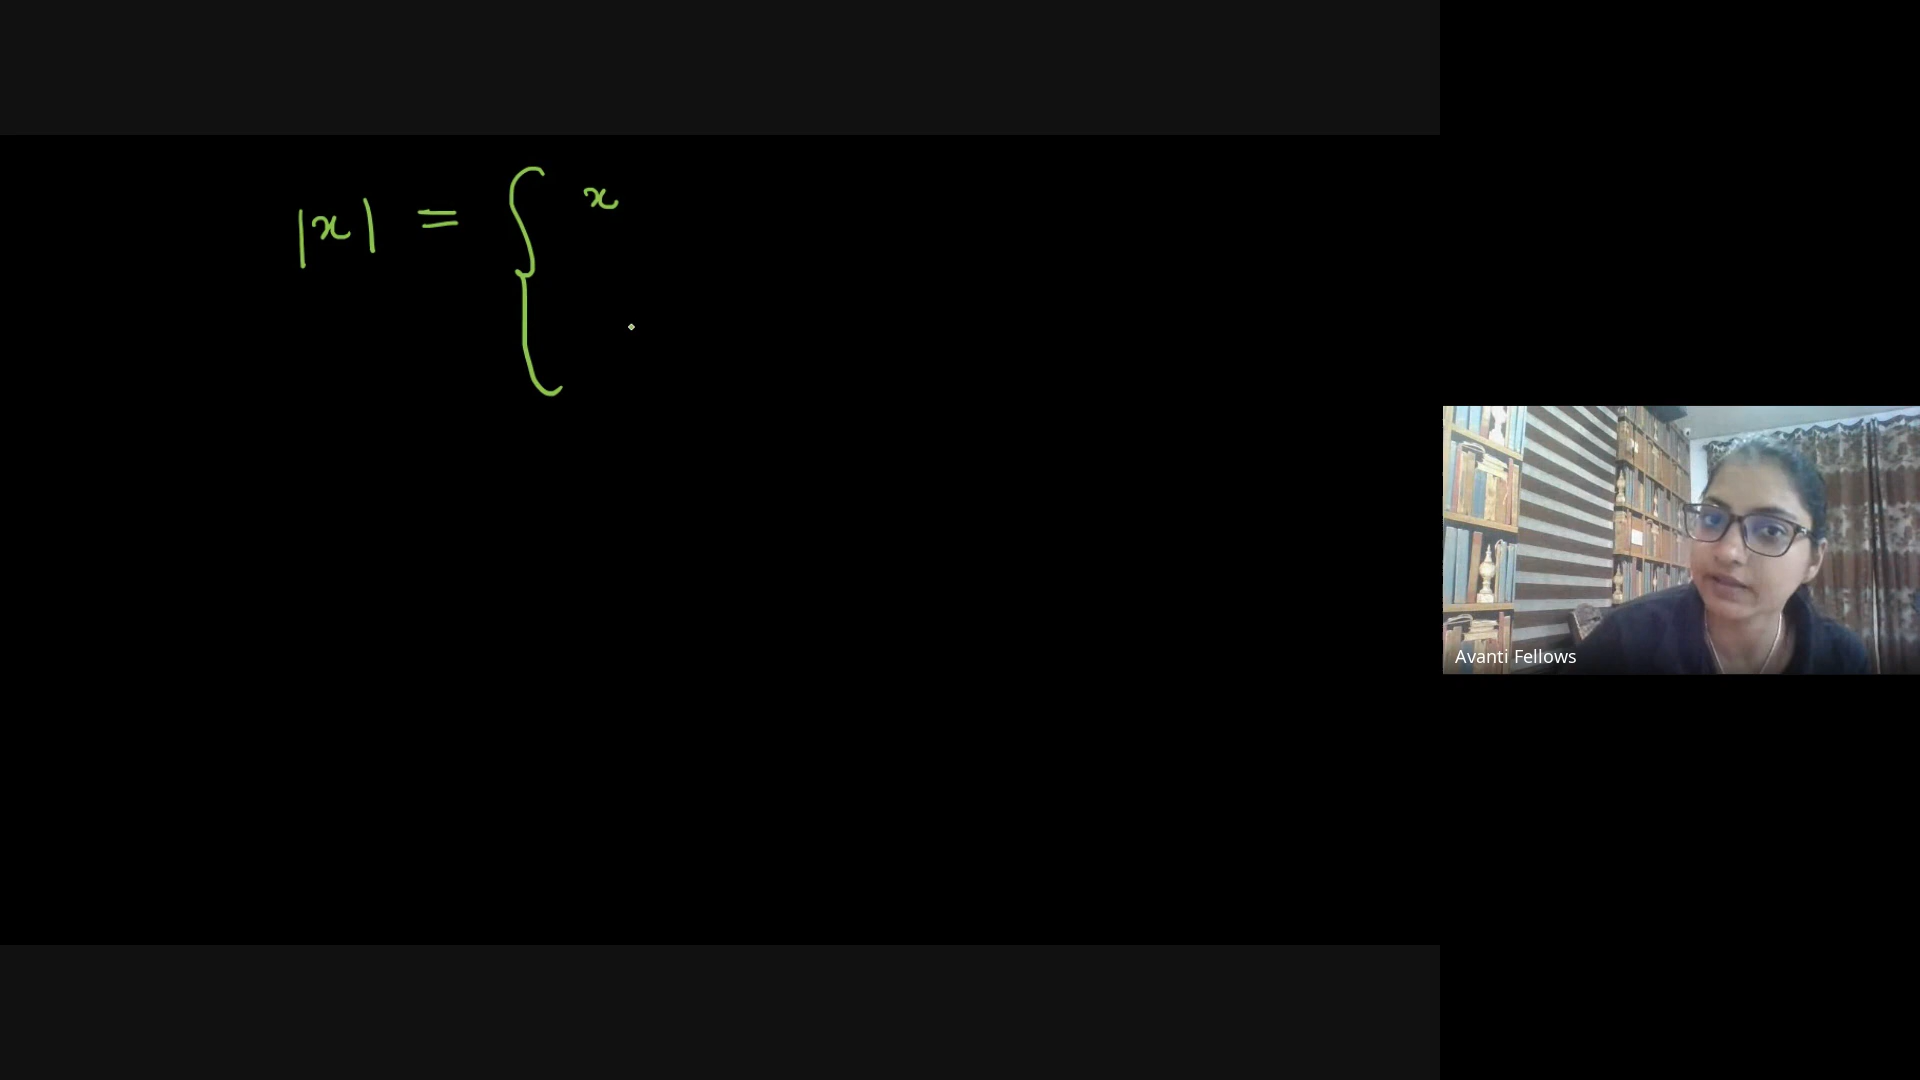 |x| = { x
Avanti Fellows